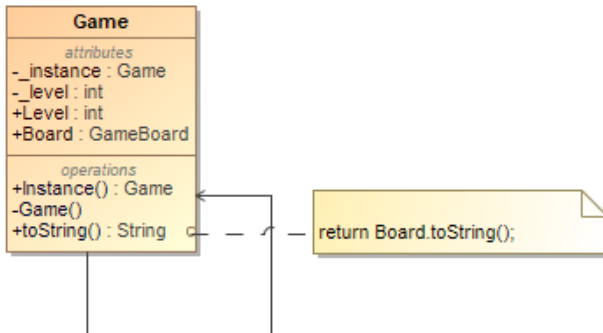 Game
attributes
-_instance : Game
-_level : int
+Level : int
+Board : GameBoard
operations
+Instance() : Game
-Game()
+toString() : String
return Board.toString();